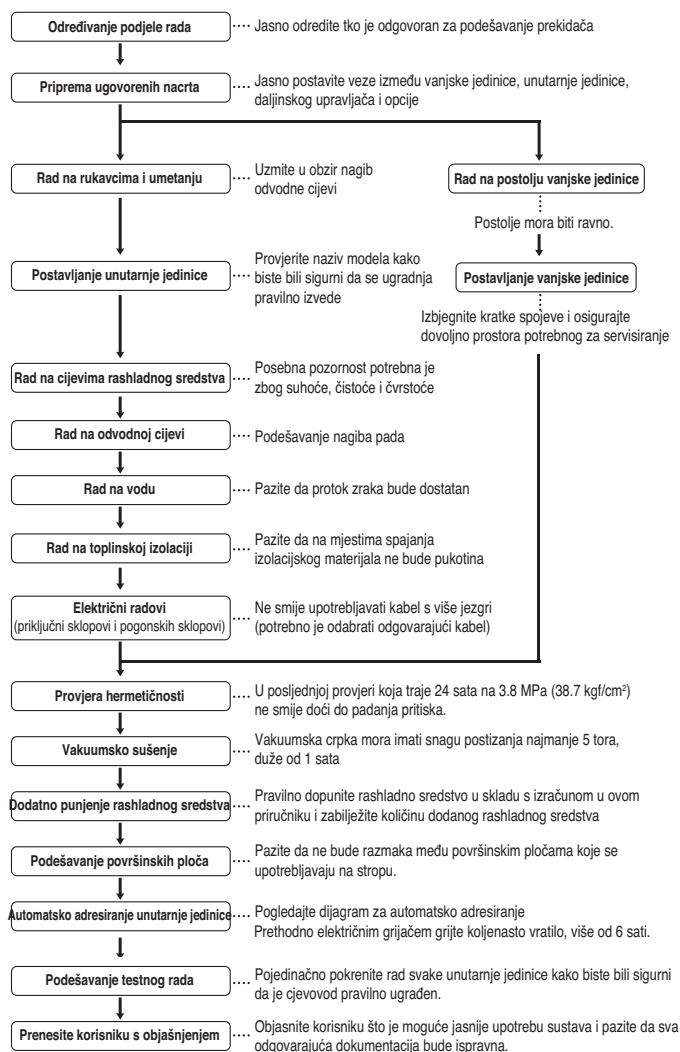 Određivanje podjele rada
···· Jasno odredite tko je odgovoran za podešavanje prekidača
Priprema ugovorenih nacrta
···· Jasno postavite veze između vanjske jedinice, unutarnje jedinice,
daljinskog upravljača i opcije
Rad na rukavcima i umetanju
···· Uzmite u obzir nagib
odvodne cijevi
Rad na postolju vanjske jedinice
Postolje mora biti ravno.
Postavljanje unutarnje jedinice
···· Provjerite naziv modela kako
biste bili sigurni da se ugradnja
pravilno izvede
Postavljanje vanjske jedinice
Izbjegnite kratke spojeve i osigurajte
dovoljno prostora potrebnog za servisiranje
Rad na cijevima rashladnog sredstva
···· Posebna pozornost potrebna je
zbog suhoće, čistoće i čvrstoće
Rad na odvodnoj cijevi
···· Podešavanje nagiba pada
Rad na vodu
···· Pazite da protok zraka bude dostatan
Rad na toplinskoj izolaciji
···· Pazite da na mjestima spajanja
izolacijskog materijala ne bude pukotina
Električni radovi
(priključni sklopovi i pogonskih sklopovi)
···· Ne smije upotrebljavati kabel s više jezgri
(potrebno je odabrati odgovarajući kabel)
Provjera hermetičnosti
···· U posljednjoj provjeri koja traje 24 sata na 3.8 MPa (38.7 kgf/cm²)
ne smije doći do padanja pritiska.
Vakuumsko sušenje
···· Vakuumska crpka mora imati snagu postizanja najmanje 5 tora,
duže od 1 sata
Dodatno punjenje rashladnog sredstva
···· Pravilno dopunite rashladno sredstvo u skladu s izračunom u ovom
priručniku i zabilježite količinu dodanog rashladnog sredstva
Podešavanje površinskih ploča
···· Pazite da ne bude razmaka među površinskim pločama koje se
upotrebljavaju na stropu.
Automatsko adresiranje unutarnje jedinice
···· Pogledajte dijagram za automatsko adresiranje
Prethodno električnim grijačem grijte koljenasto vratilo, više od 6 sati.
Podešavanje testnog rada
···· Pojedinačno pokrenite rad svake unutarnje jedinice kako biste bili sigurni
da je cjevovod pravilno ugrađen.
Prenesite korisniku s objašnjenjem
···· Objasnite korisniku što je moguće jasnije upotrebu sustava i pazite da sva
odgovarajuća dokumentacija bude ispravna.